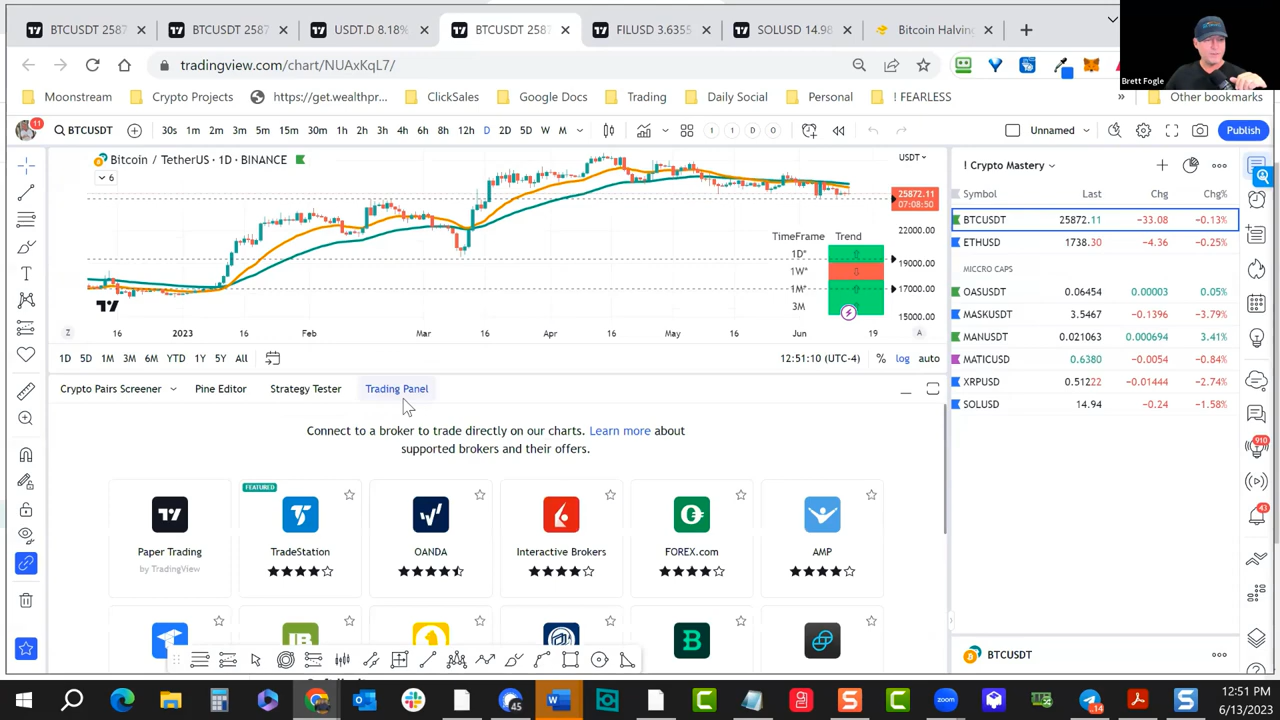 BTCUSDT 2587
BTCUSDT 2587
USDT.D 8.18%
BTCUSDT 2587
FILUSD 3.6355
SOLUSD 14.98
Bitcoin Halving
tradingview.com/chart/NUAxKqL7/
Brett Fogle
Moonstream
Crypto Projects
https://get.wealthpr...
ClickSales
Google Docs
Trading
Daily Social
Personal
! FEARLESS
»
Other bookmarks
11
BTCUSDT
30s 1m 2m 3m 5m 15m 30m 1h 2h 3h 4h 6h 8h 12h D 2D 5D W M
1 1 D 0
Unnamed
Publish
Bitcoin / TetherUS · 1D · BINANCE
USDT
6
25872.11
07:08:50
22000.00
19000.00
17000.00
15000.00
TimeFrame Trend
1D*
1W*
1M*
3M
Z
16 2023 16 Feb Mar 16 Apr 16 May 16 Jun 19
A
1D 5D 1M 3M 6M YTD 1Y 5Y All
12:51:10 (UTC-4)
% log auto
Crypto Pairs Screener
Pine Editor
Strategy Tester
Trading Panel
Connect to a broker to trade directly on our charts. Learn more about
supported brokers and their offers.
FEATURED
Paper Trading
by TradingView
TradeStation
OANDA
Interactive Brokers
FOREX.com
AMP
! Crypto Mastery
Symbol Last Chg Chg%
BTCUSDT 25872.11 −33.08 −0.13%
ETHUSD 1738.30 −4.36 −0.25%
MICCRO CAPS
OASUSDT 0.06454 0.00003 0.05%
MASKUSDT 3.5467 −0.1396 −3.79%
MANUSDT 0.021063 0.000694 3.41%
MATICUSD 0.6380 −0.0054 −0.84%
XRPUSD 0.51222 −0.01444 −2.74%
SOLUSD 14.94 −0.24 −1.58%
910
43
BTCUSDT
45
14
12:51 PM
6/13/2023